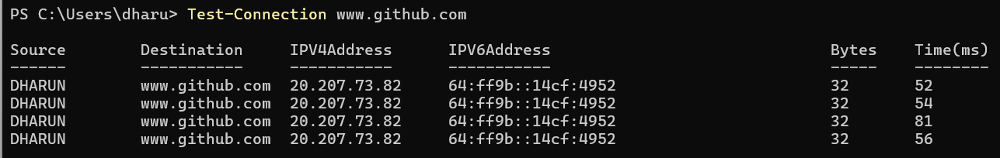 PS C:\Users\dharu> Test-Connection www.github.com
Source        Destination     IPV4Address      IPV6Address                              Bytes    Time(ms)
------        -----------     -----------      -----------                              -----    --------
DHARUN        www.github.com  20.207.73.82     64:ff9b::14cf:4952                       32       52
DHARUN        www.github.com  20.207.73.82     64:ff9b::14cf:4952                       32       54
DHARUN        www.github.com  20.207.73.82     64:ff9b::14cf:4952                       32       81
DHARUN        www.github.com  20.207.73.82     64:ff9b::14cf:4952                       32       56